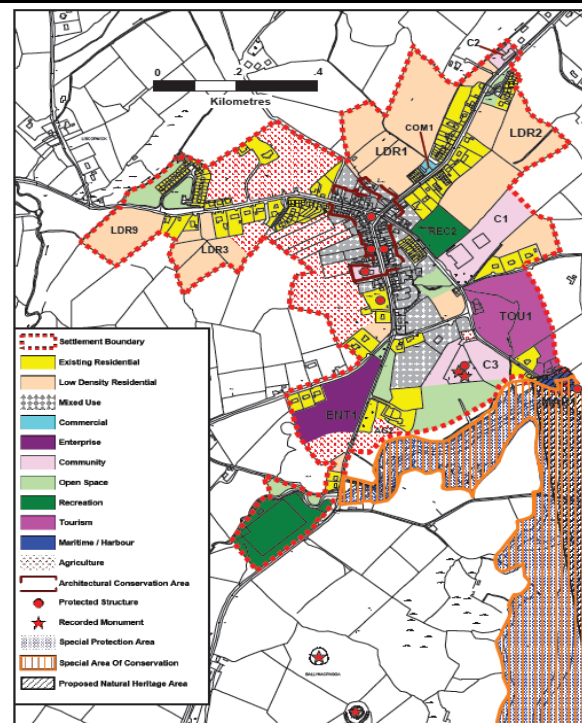 C2
0 .2 .4
Kilometres
COM1
LDR1
LDR2
LISCARNEY
C1
REC2
LDR9
LDR3
TOU1
C3
ENT1
Settlement Boundary
Existing Residential
Low Density Residential
Mixed Use
Commercial
Enterprise
Community
Open Space
Recreation
Tourism
Maritime / Harbour
Agriculture
Architectural Conservation Area
Protected Structure
Recorded Monument
Special Protection Area
Special Area Of Conservation
Proposed Natural Heritage Area